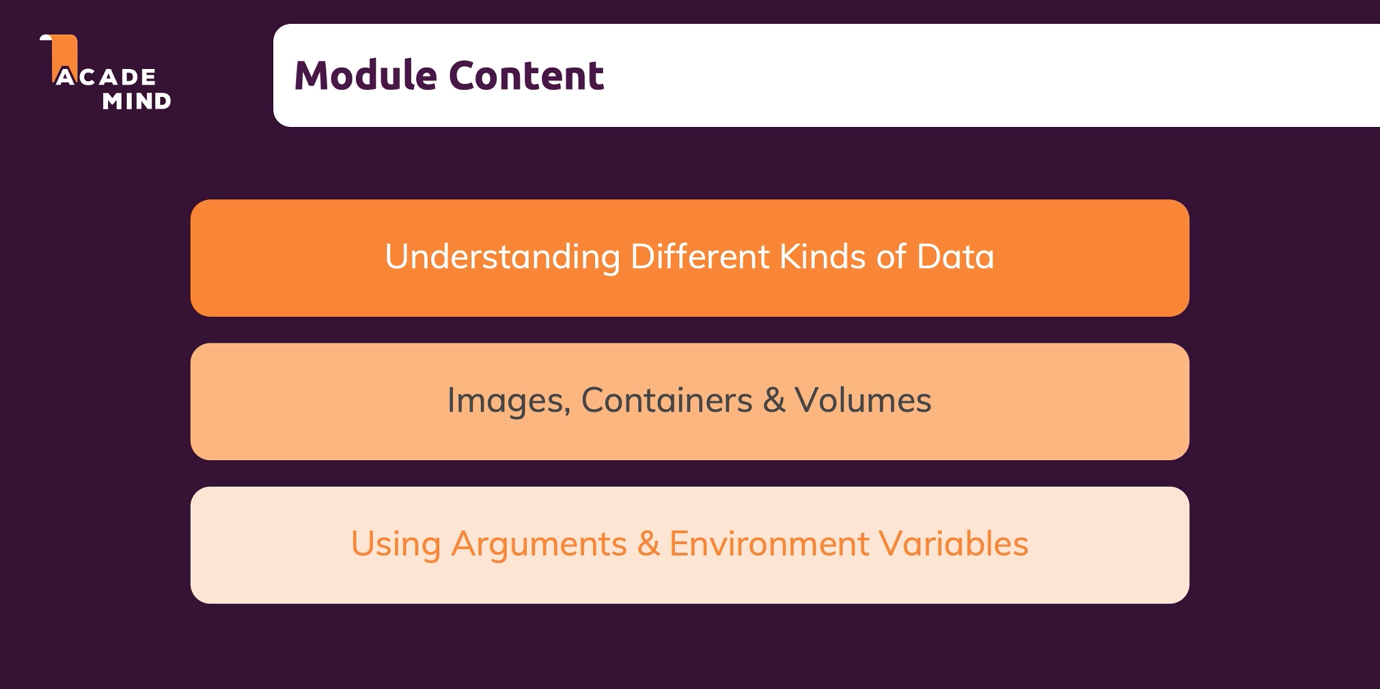 ACADE
MIND
Module Content
Understanding Different Kinds of Data
Images, Containers & Volumes
Using Arguments & Environment Variables